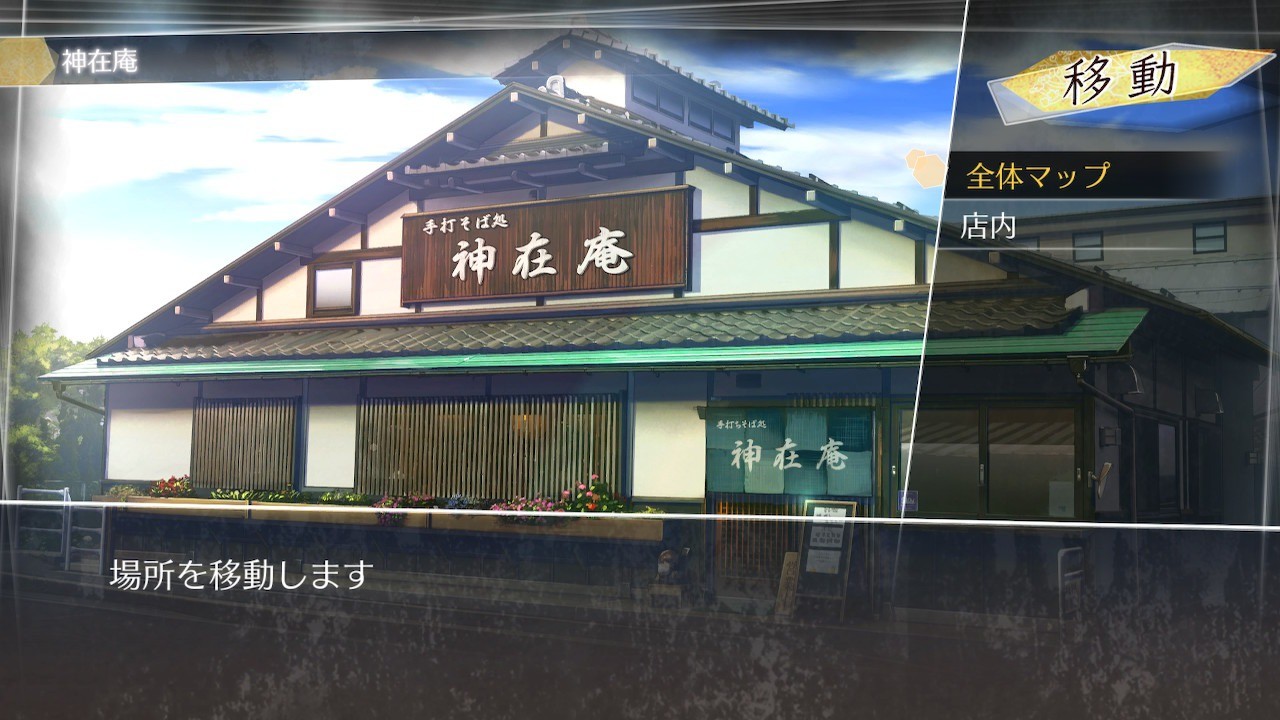 神在庵
移動
全体マップ
店内
手打そば処
神在庵
手打ちそば処
神在庵
場所を移動します